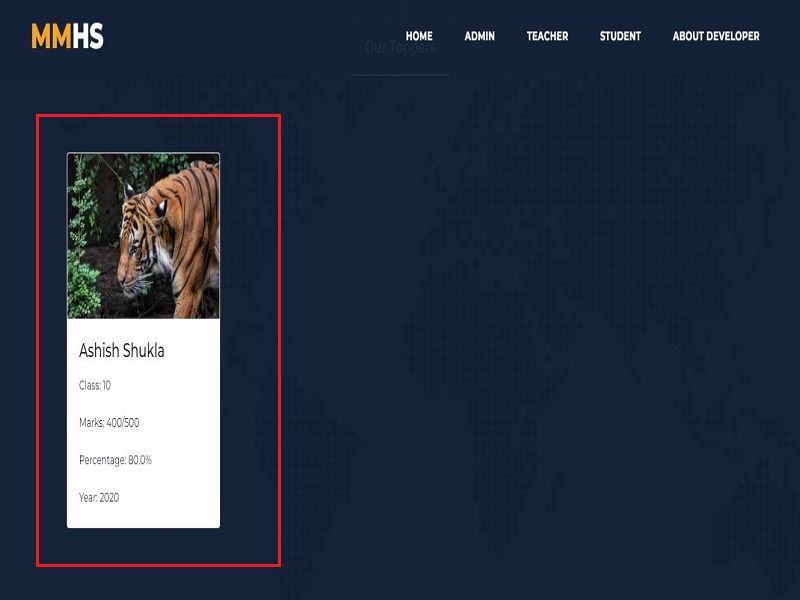 MMHS
HOME ADMIN TEACHER STUDENT ABOUT DEVELOPER
Our Toppers
Ashish Shukla
Class: 10
Marks: 400/500
Percentage: 80.0%
Year: 2020